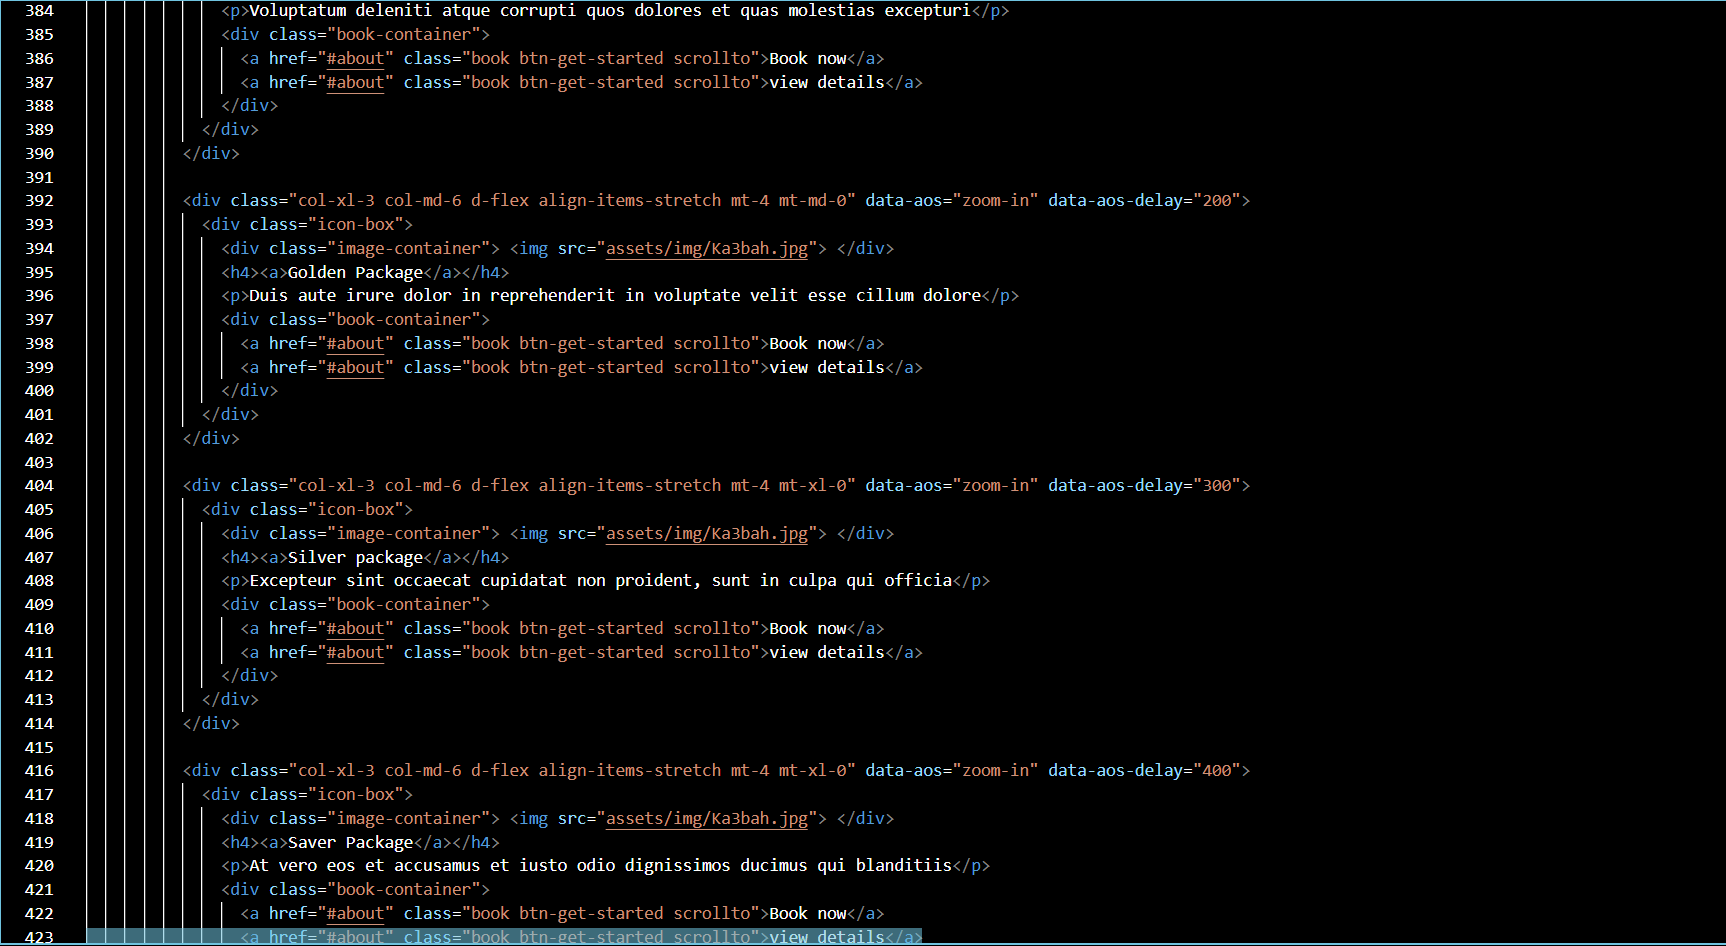 384 <p>Voluptatum deleniti atque corrupti quos dolores et quas molestias excepturi</p>
385 <div class="book-container">
386 <a href="#about" class="book btn-get-started scrollto">Book now</a>
387 <a href="#about" class="book btn-get-started scrollto">view details</a>
388 </div>
389 </div>
390 </div>
391
392 <div class="col-xl-3 col-md-6 d-flex align-items-stretch mt-4 mt-md-0" data-aos="zoom-in" data-aos-delay="200">
393 <div class="icon-box">
394 <div class="image-container"> <img src="assets/img/Ka3bah.jpg"> </div>
395 <h4><a>Golden Package</a></h4>
396 <p>Duis aute irure dolor in reprehenderit in voluptate velit esse cillum dolore</p>
397 <div class="book-container">
398 <a href="#about" class="book btn-get-started scrollto">Book now</a>
399 <a href="#about" class="book btn-get-started scrollto">view details</a>
400 </div>
401 </div>
402 </div>
403
404 <div class="col-xl-3 col-md-6 d-flex align-items-stretch mt-4 mt-xl-0" data-aos="zoom-in" data-aos-delay="300">
405 <div class="icon-box">
406 <div class="image-container"> <img src="assets/img/Ka3bah.jpg"> </div>
407 <h4><a>Silver package</a></h4>
408 <p>Excepteur sint occaecat cupidatat non proident, sunt in culpa qui officia</p>
409 <div class="book-container">
410 <a href="#about" class="book btn-get-started scrollto">Book now</a>
411 <a href="#about" class="book btn-get-started scrollto">view details</a>
412 </div>
413 </div>
414 </div>
415
416 <div class="col-xl-3 col-md-6 d-flex align-items-stretch mt-4 mt-xl-0" data-aos="zoom-in" data-aos-delay="400">
417 <div class="icon-box">
418 <div class="image-container"> <img src="assets/img/Ka3bah.jpg"> </div>
419 <h4><a>Saver Package</a></h4>
420 <p>At vero eos et accusamus et iusto odio dignissimos ducimus qui blanditiis</p>
421 <div class="book-container">
422 <a href="#about" class="book btn-get-started scrollto">Book now</a>
423 <a href="#about" class="book btn-get-started scrollto">view details</a>